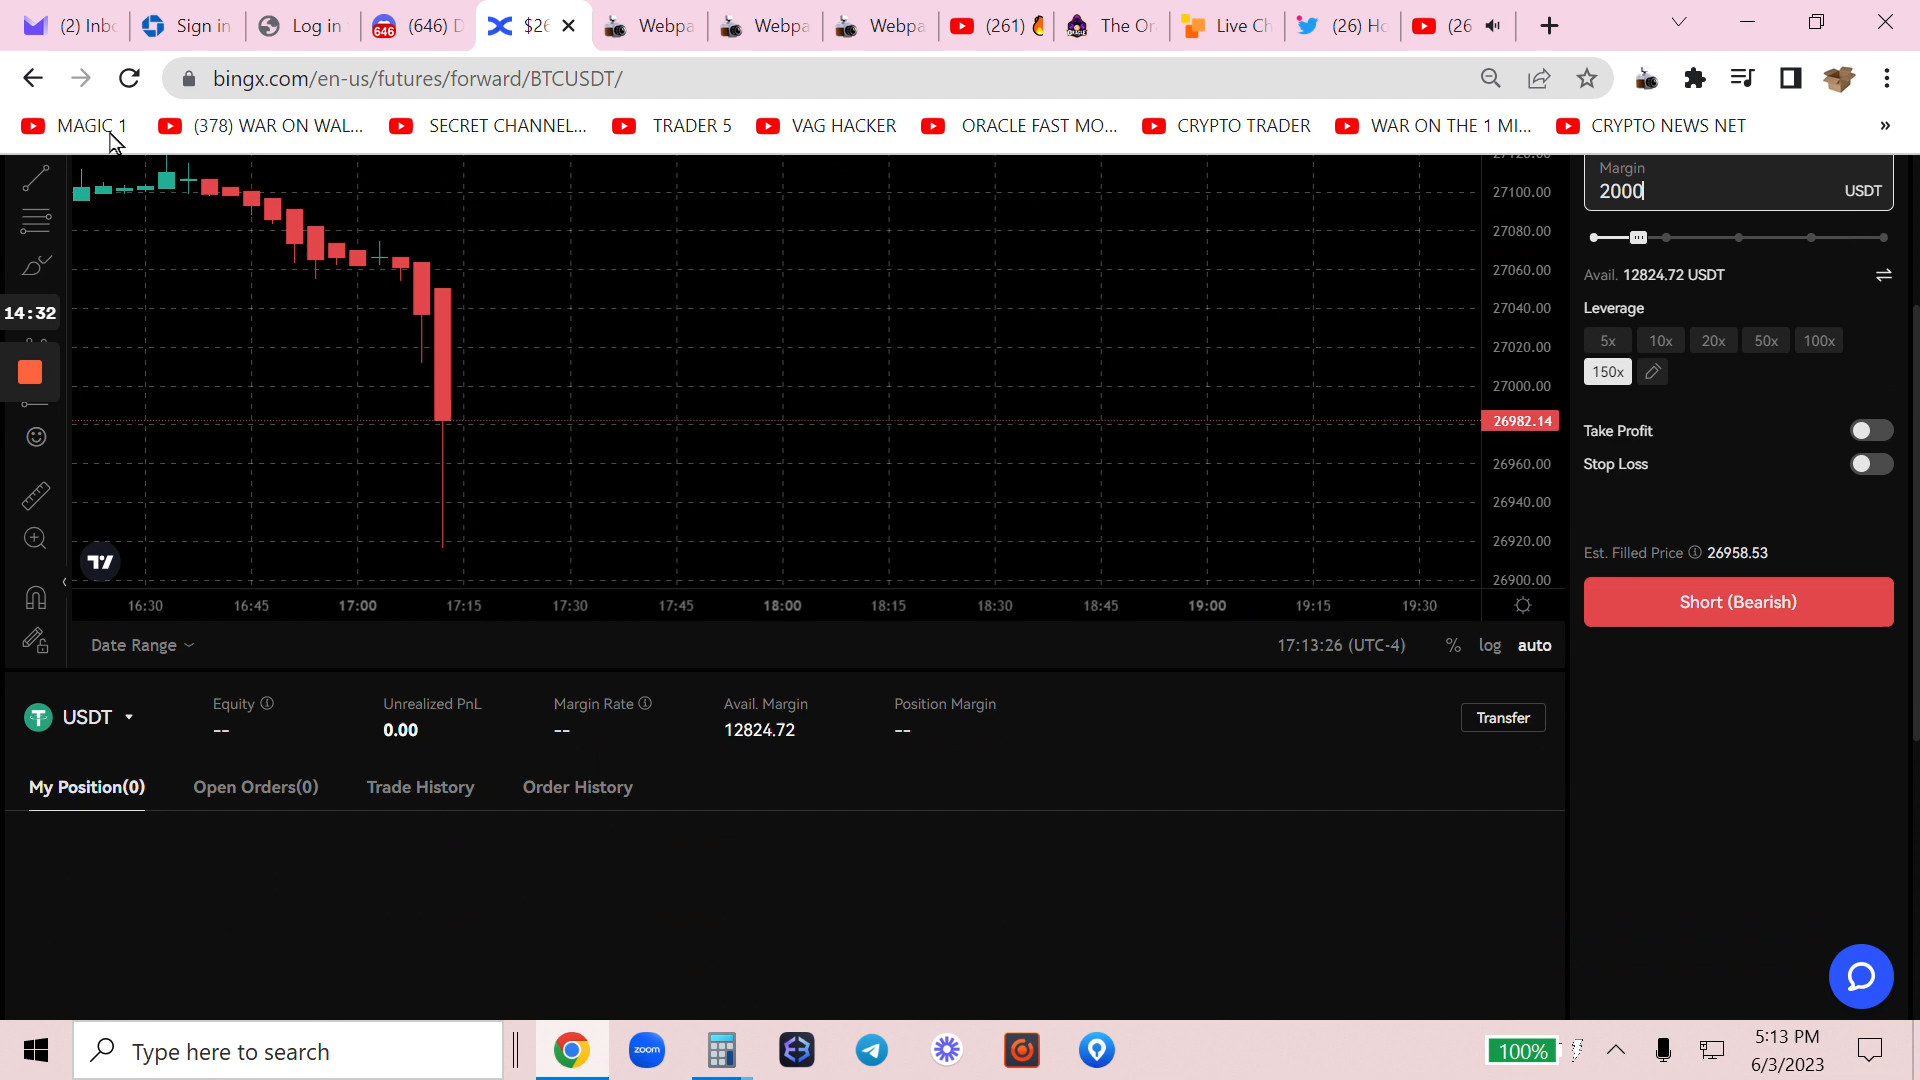 (2) Inbo
Sign in
Log in
646
(646) D
$26
Webpa
Webpa
Webpa
(261)
The Or
Live Ch
(26) Ho
(26
bingx.com/en-us/futures/forward/BTCUSDT/
MAGIC 1
(378) WAR ON WAL...
SECRET CHANNEL...
TRADER 5
VAG HACKER
ORACLE FAST MO...
CRYPTO TRADER
WAR ON THE 1 MI...
CRYPTO NEWS NET
»
27120.00
27100.00
27080.00
27060.00
27040.00
27020.00
27000.00
26982.14
26960.00
26940.00
26920.00
26900.00
14:32
16:30 16:45 17:00 17:15 17:30 17:45 18:00 18:15 18:30 18:45 19:00 19:15 19:30
Date Range
17:13:26 (UTC-4) % log auto
Margin
2000 USDT
Avail. 12824.72 USDT
Leverage
5x 10x 20x 50x 100x
150x
Take Profit
Stop Loss
Est. Filled Price 26958.53
Short (Bearish)
USDT
Equity
--
Unrealized PnL
0.00
Margin Rate
--
Avail. Margin
12824.72
Position Margin
--
Transfer
My Position(0) Open Orders(0) Trade History Order History
Type here to search
zoom
100%
5:13 PM
6/3/2023